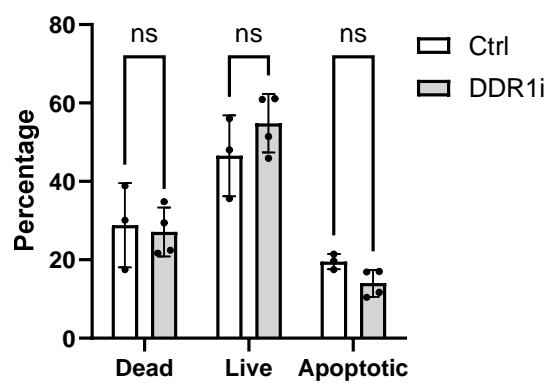 80
ns
ns
ns
Ctrl
DDR1i
60
40
20
0
Percentage
Dead
Live
Apoptotic